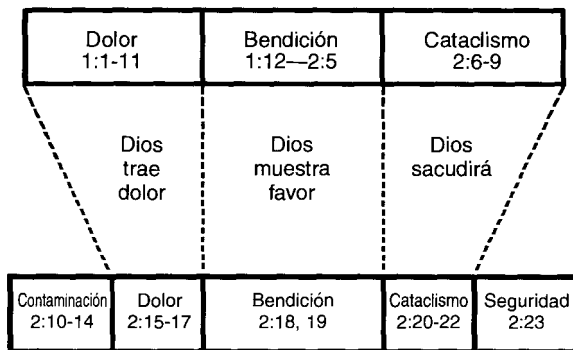 Dolor
1:1-11
Bendición
1:12—2:5
Cataclismo
2:6-9
Dios
trae
dolor
Dios
muestra
favor
Dios
sacudirá
Contaminación
2:10-14
Dolor
2:15-17
Bendición
2:18, 19
Cataclismo
2:20-22
Seguridad
2:23